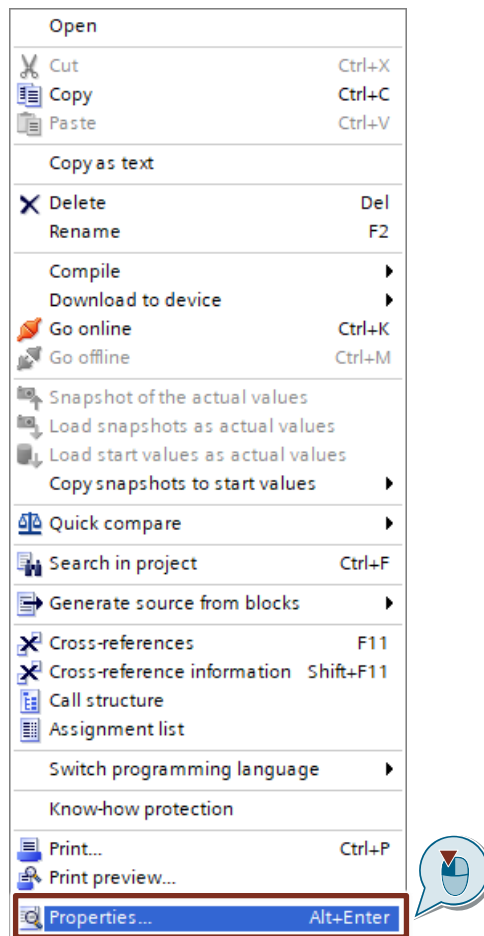 Open
Cut Ctrl+X
Copy Ctrl+C
Paste Ctrl+V
Copy as text
Delete Del
Rename F2
Compile
Download to device
Go online Ctrl+K
Go offline Ctrl+M
Snapshot of the actual values
Load snapshots as actual values
Load start values as actual values
Copy snapshots to start values
Quick compare
Search in project Ctrl+F
Generate source from blocks
Cross-references F11
Cross-reference information Shift+F11
Call structure
Assignment list
Switch programming language
Know-how protection
Print... Ctrl+P
Print preview...
Properties... Alt+Enter